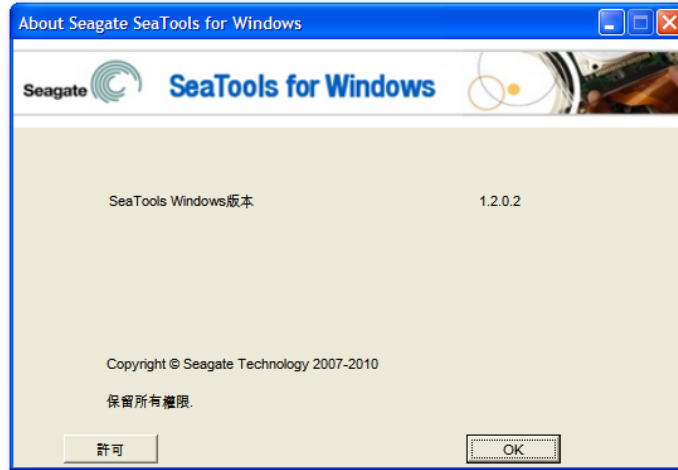 About Seagate SeaTools for Windows
Seagate SeaTools for Windows
SeaTools Windows版本 1.2.0.2
Copyright © Seagate Technology 2007-2010
保留所有權限.
許可 OK